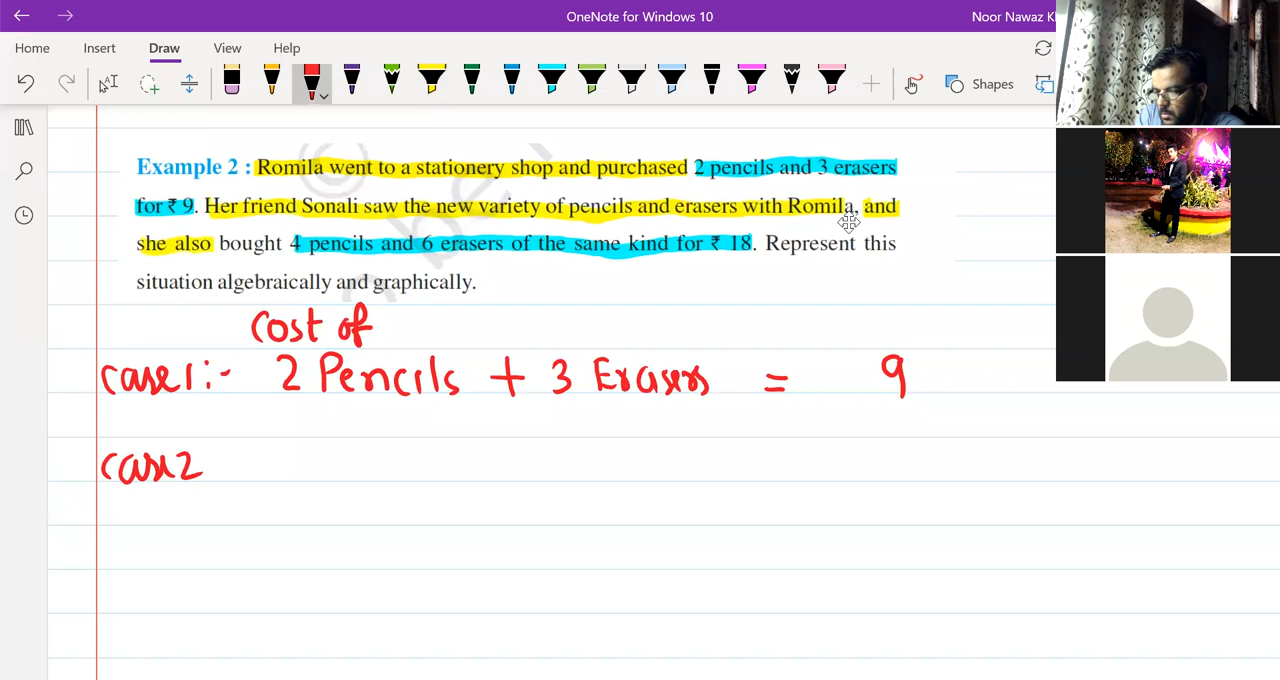 OneNote for Windows 10
Noor Nawaz K
Home Insert Draw View Help
Shapes
Example 2 : Romila went to a stationery shop and purchased 2 pencils and 3 erasers
for ₹ 9. Her friend Sonali saw the new variety of pencils and erasers with Romila, and
she also bought 4 pencils and 6 erasers of the same kind for ₹ 18. Represent this
situation algebraically and graphically.
Cost of
case1:- 2 Pencils + 3 Erasers = 9
case2